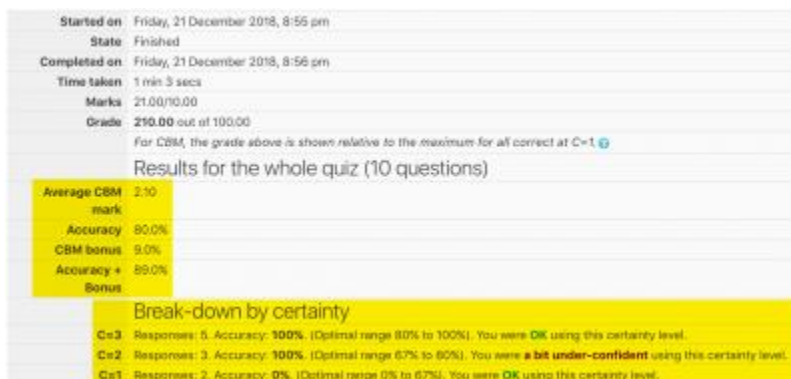 Started on Friday, 21 December 2018, 8:55 pm
State Finished
Completed on Friday, 21 December 2018, 8:56 pm
Time taken 1 min 3 secs
Marks 21.00/10.00
Grade 210.00 out of 100.00
For CBM, the grade above is shown relative to the maximum for all correct at C=1.
Results for the whole quiz (10 questions)
Average CBM 2.10
mark
Accuracy 80.0%
CBM bonus 9.0%
Accuracy + 89.0%
Bonus
Break-down by certainty
C=3 Responses: 5. Accuracy: 100%. (Optimal range 80% to 100%). You were OK using this certainty level.
C=2 Responses: 3. Accuracy: 100%. (Optimal range 67% to 80%). You were a bit under-confident using this certainty level.
C=1 Responses: 2. Accuracy: 0%. (Optimal range 0% to 67%). You were OK using this certainty level.